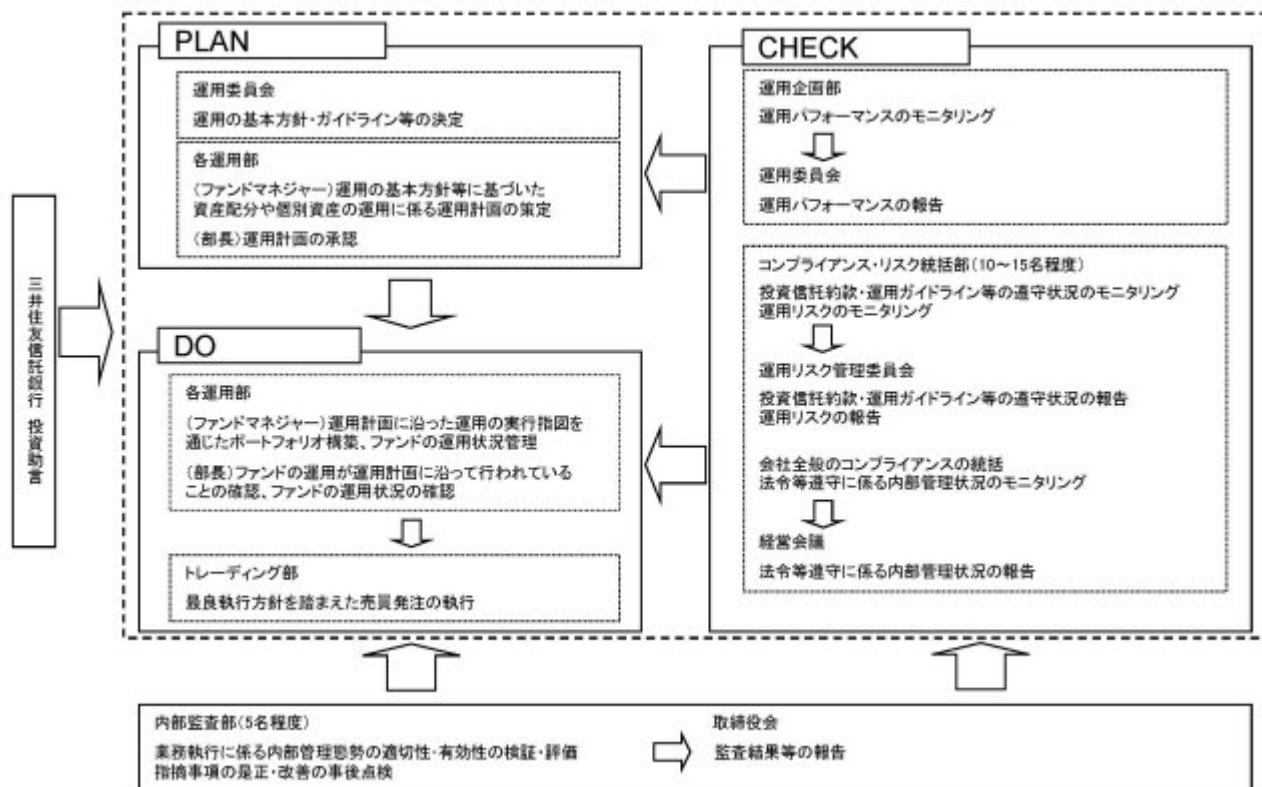 三井住友信託銀行 投資助言
PLAN
運用委員会
運用の基本方針・ガイドライン等の決定
各運用部
(ファンドマネジャー)運用の基本方針等に基づいた
資産配分や個別資産の運用に係る運用計画の策定
(部長)運用計画の承認
DO
各運用部
(ファンドマネジャー)運用計画に沿った運用の実行指図を
通じたポートフォリオ構築、ファンドの運用状況管理
(部長)ファンドの運用が運用計画に沿って行われている
ことの確認、ファンドの運用状況の確認
トレーディング部
最良執行方針を踏まえた売買発注の執行
CHECK
運用企画部
運用パフォーマンスのモニタリング
運用委員会
運用パフォーマンスの報告
コンプライアンス・リスク統括部(10～15名程度)
投資信託約款・運用ガイドライン等の遵守状況のモニタリング
運用リスクのモニタリング
運用リスク管理委員会
投資信託約款・運用ガイドライン等の遵守状況の報告
運用リスクの報告
会社全般のコンプライアンスの統括
法令等遵守に係る内部管理状況のモニタリング
経営会議
法令等遵守に係る内部管理状況の報告
内部監査部(5名程度)
業務執行に係る内部管理態勢の適切性・有効性の検証・評価
指摘事項の是正・改善の事後点検
取締役会
監査結果等の報告